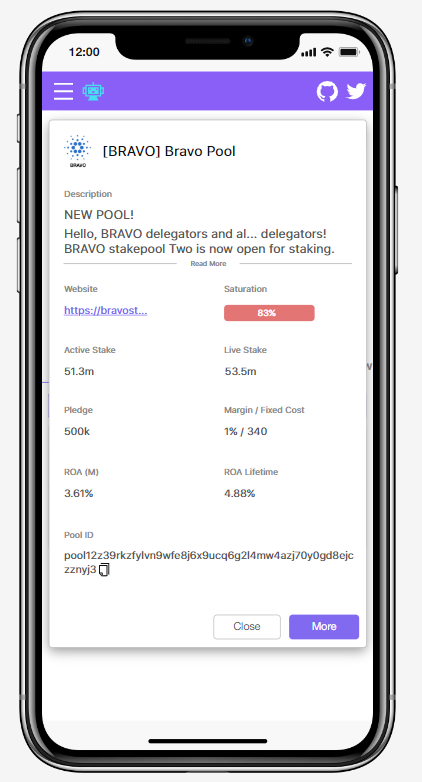 12:00
[BRAVO] Bravo Pool
BRAVO
Description
NEW POOL!
Hello, BRAVO delegators and al... delegators!
BRAVO stakepool Two is now open for staking.
Read More
Website
Saturation
https://bravost...
83%
Active Stake
Live Stake
51.3m
53.5m
Pledge
Margin / Fixed Cost
500k
1% / 340
ROA (M)
ROA Lifetime
3.61%
4.88%
Pool ID
pool12z39rkzfylvn9wfe8j6x9ucq6g2l4mw4azj70y0gd8ejc
zznyj3
Close
More